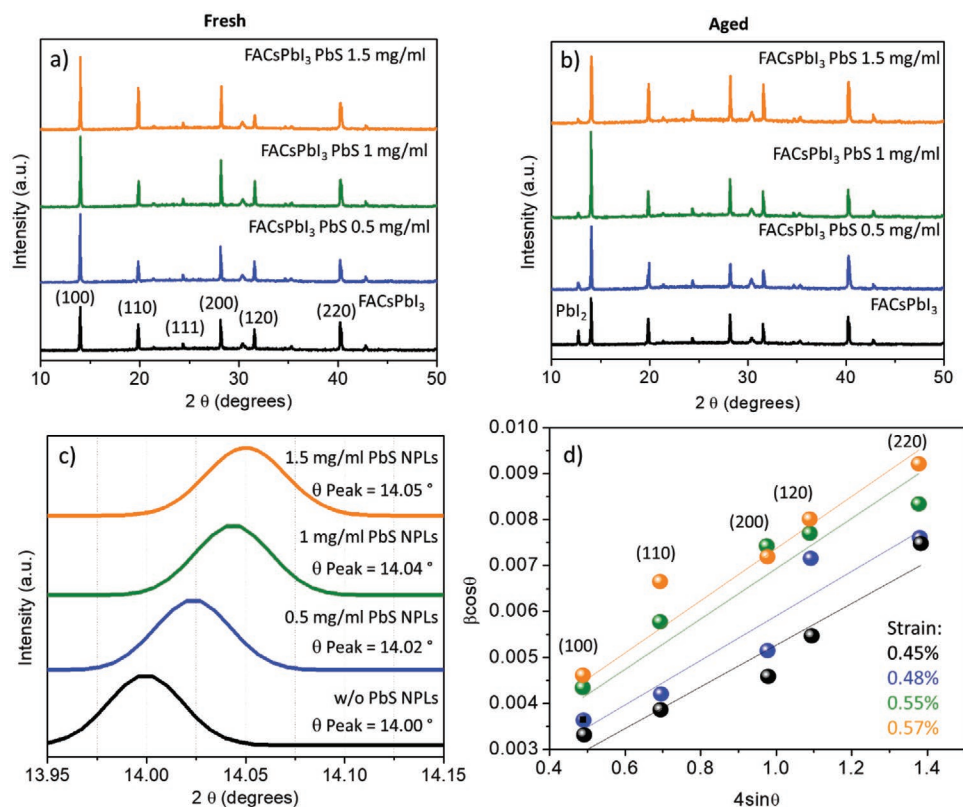 Fresh
a)
FACsPbI₃ PbS 1.5 mg/ml
FACsPbI₃ PbS 1 mg/ml
FACsPbI₃ PbS 0.5 mg/ml
FACsPbI₃
(100)
(110)
(111)
(200)
(120)
(220)
Intensity (a.u.)
10 20 30 40 50
2 θ (degrees)
Aged
b)
FACsPbI₃ PbS 1.5 mg/ml
FACsPbI₃ PbS 1 mg/ml
FACsPbI₃ PbS 0.5 mg/ml
PbI₂
FACsPbI₃
Intesnity (a.u.)
10 20 30 40 50
2 θ (degrees)
c)
1.5 mg/ml PbS NPLs
θ Peak = 14.05 °
1 mg/ml PbS NPLs
θ Peak = 14.04 °
0.5 mg/ml PbS NPLs
θ Peak = 14.02 °
w/o PbS NPLs
θ Peak = 14.00 °
Intensity (a.u.)
13.95 14.00 14.05 14.10 14.15
2 θ (degrees)
d)
0.010
0.009
0.008
0.007
0.006
0.005
0.004
0.003
βcosθ
(100)
(110)
(200)
(120)
(220)
Strain:
0.45%
0.48%
0.55%
0.57%
0.4 0.6 0.8 1.0 1.2 1.4
4sinθ